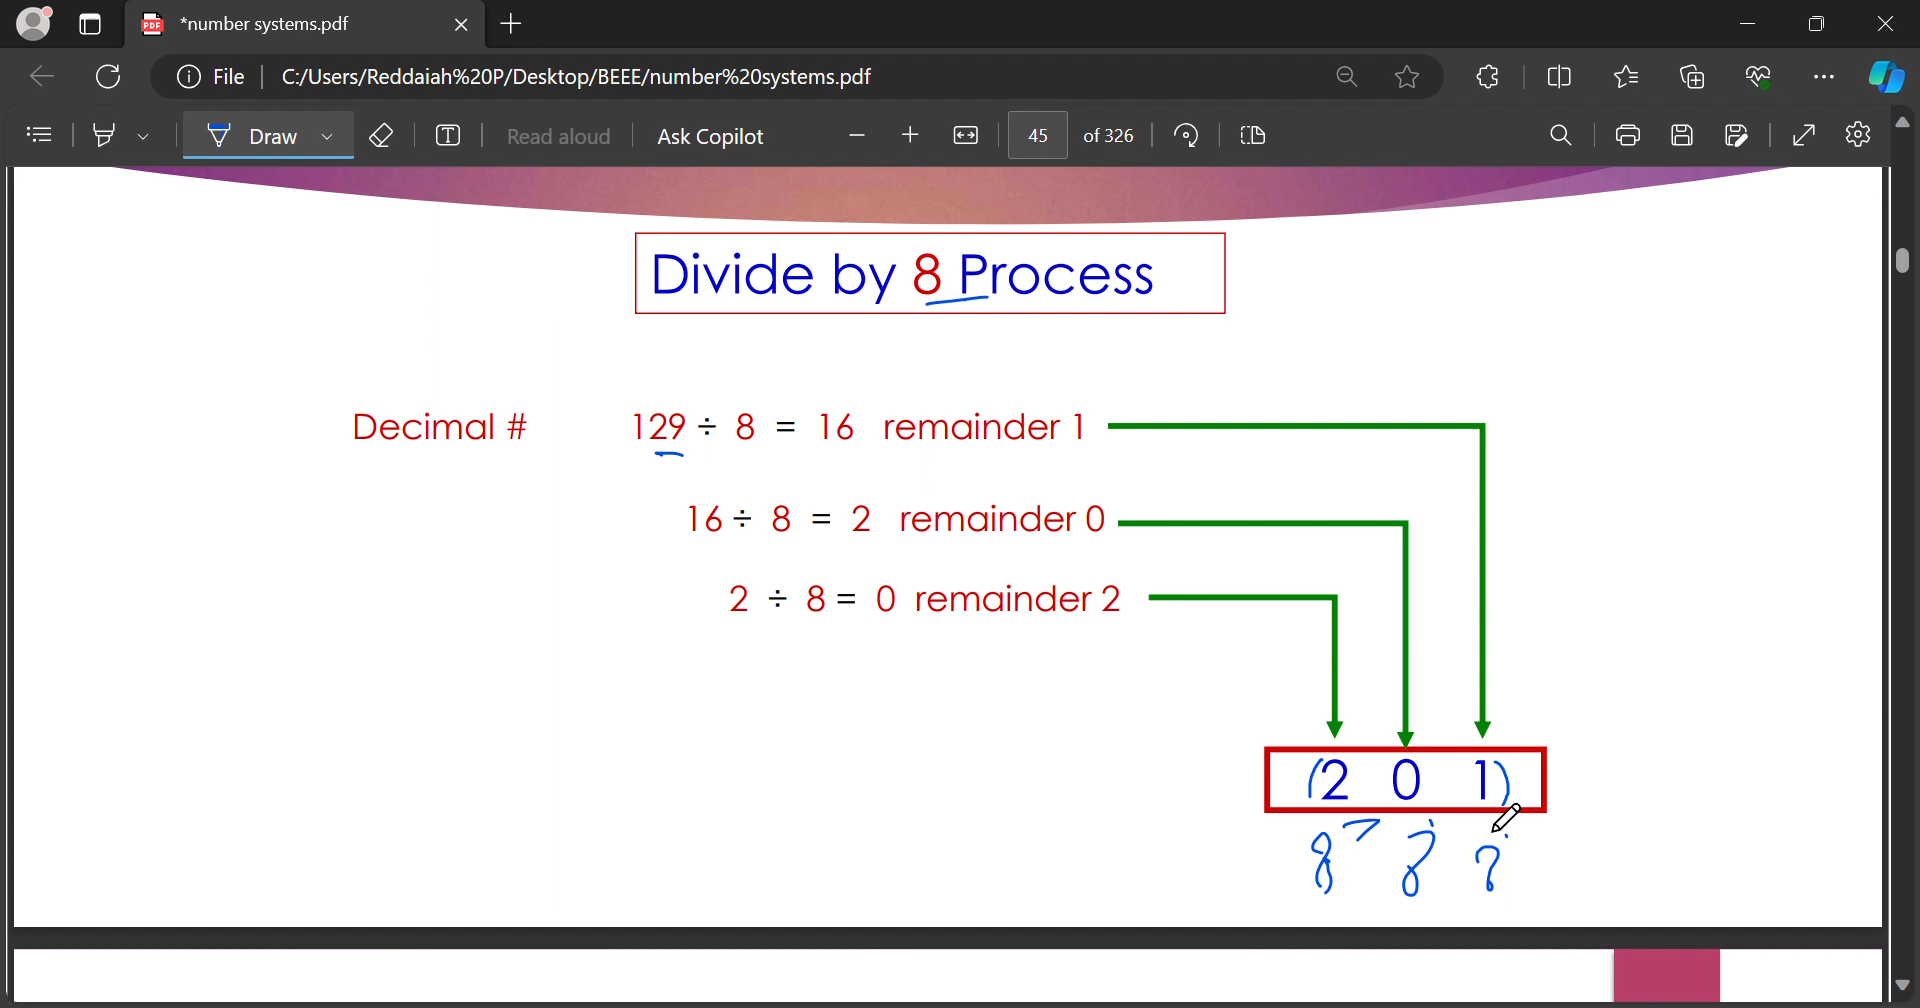 *number systems.pdf
File C:/Users/Reddaiah%20P/Desktop/BEEE/number%20systems.pdf
Draw Read aloud Ask Copilot 45 of 326
Divide by 8 Process
Decimal # 129 ÷ 8 = 16 remainder 1
16 ÷ 8 = 2 remainder 0
2 ÷ 8 = 0 remainder 2
(2 0 1)